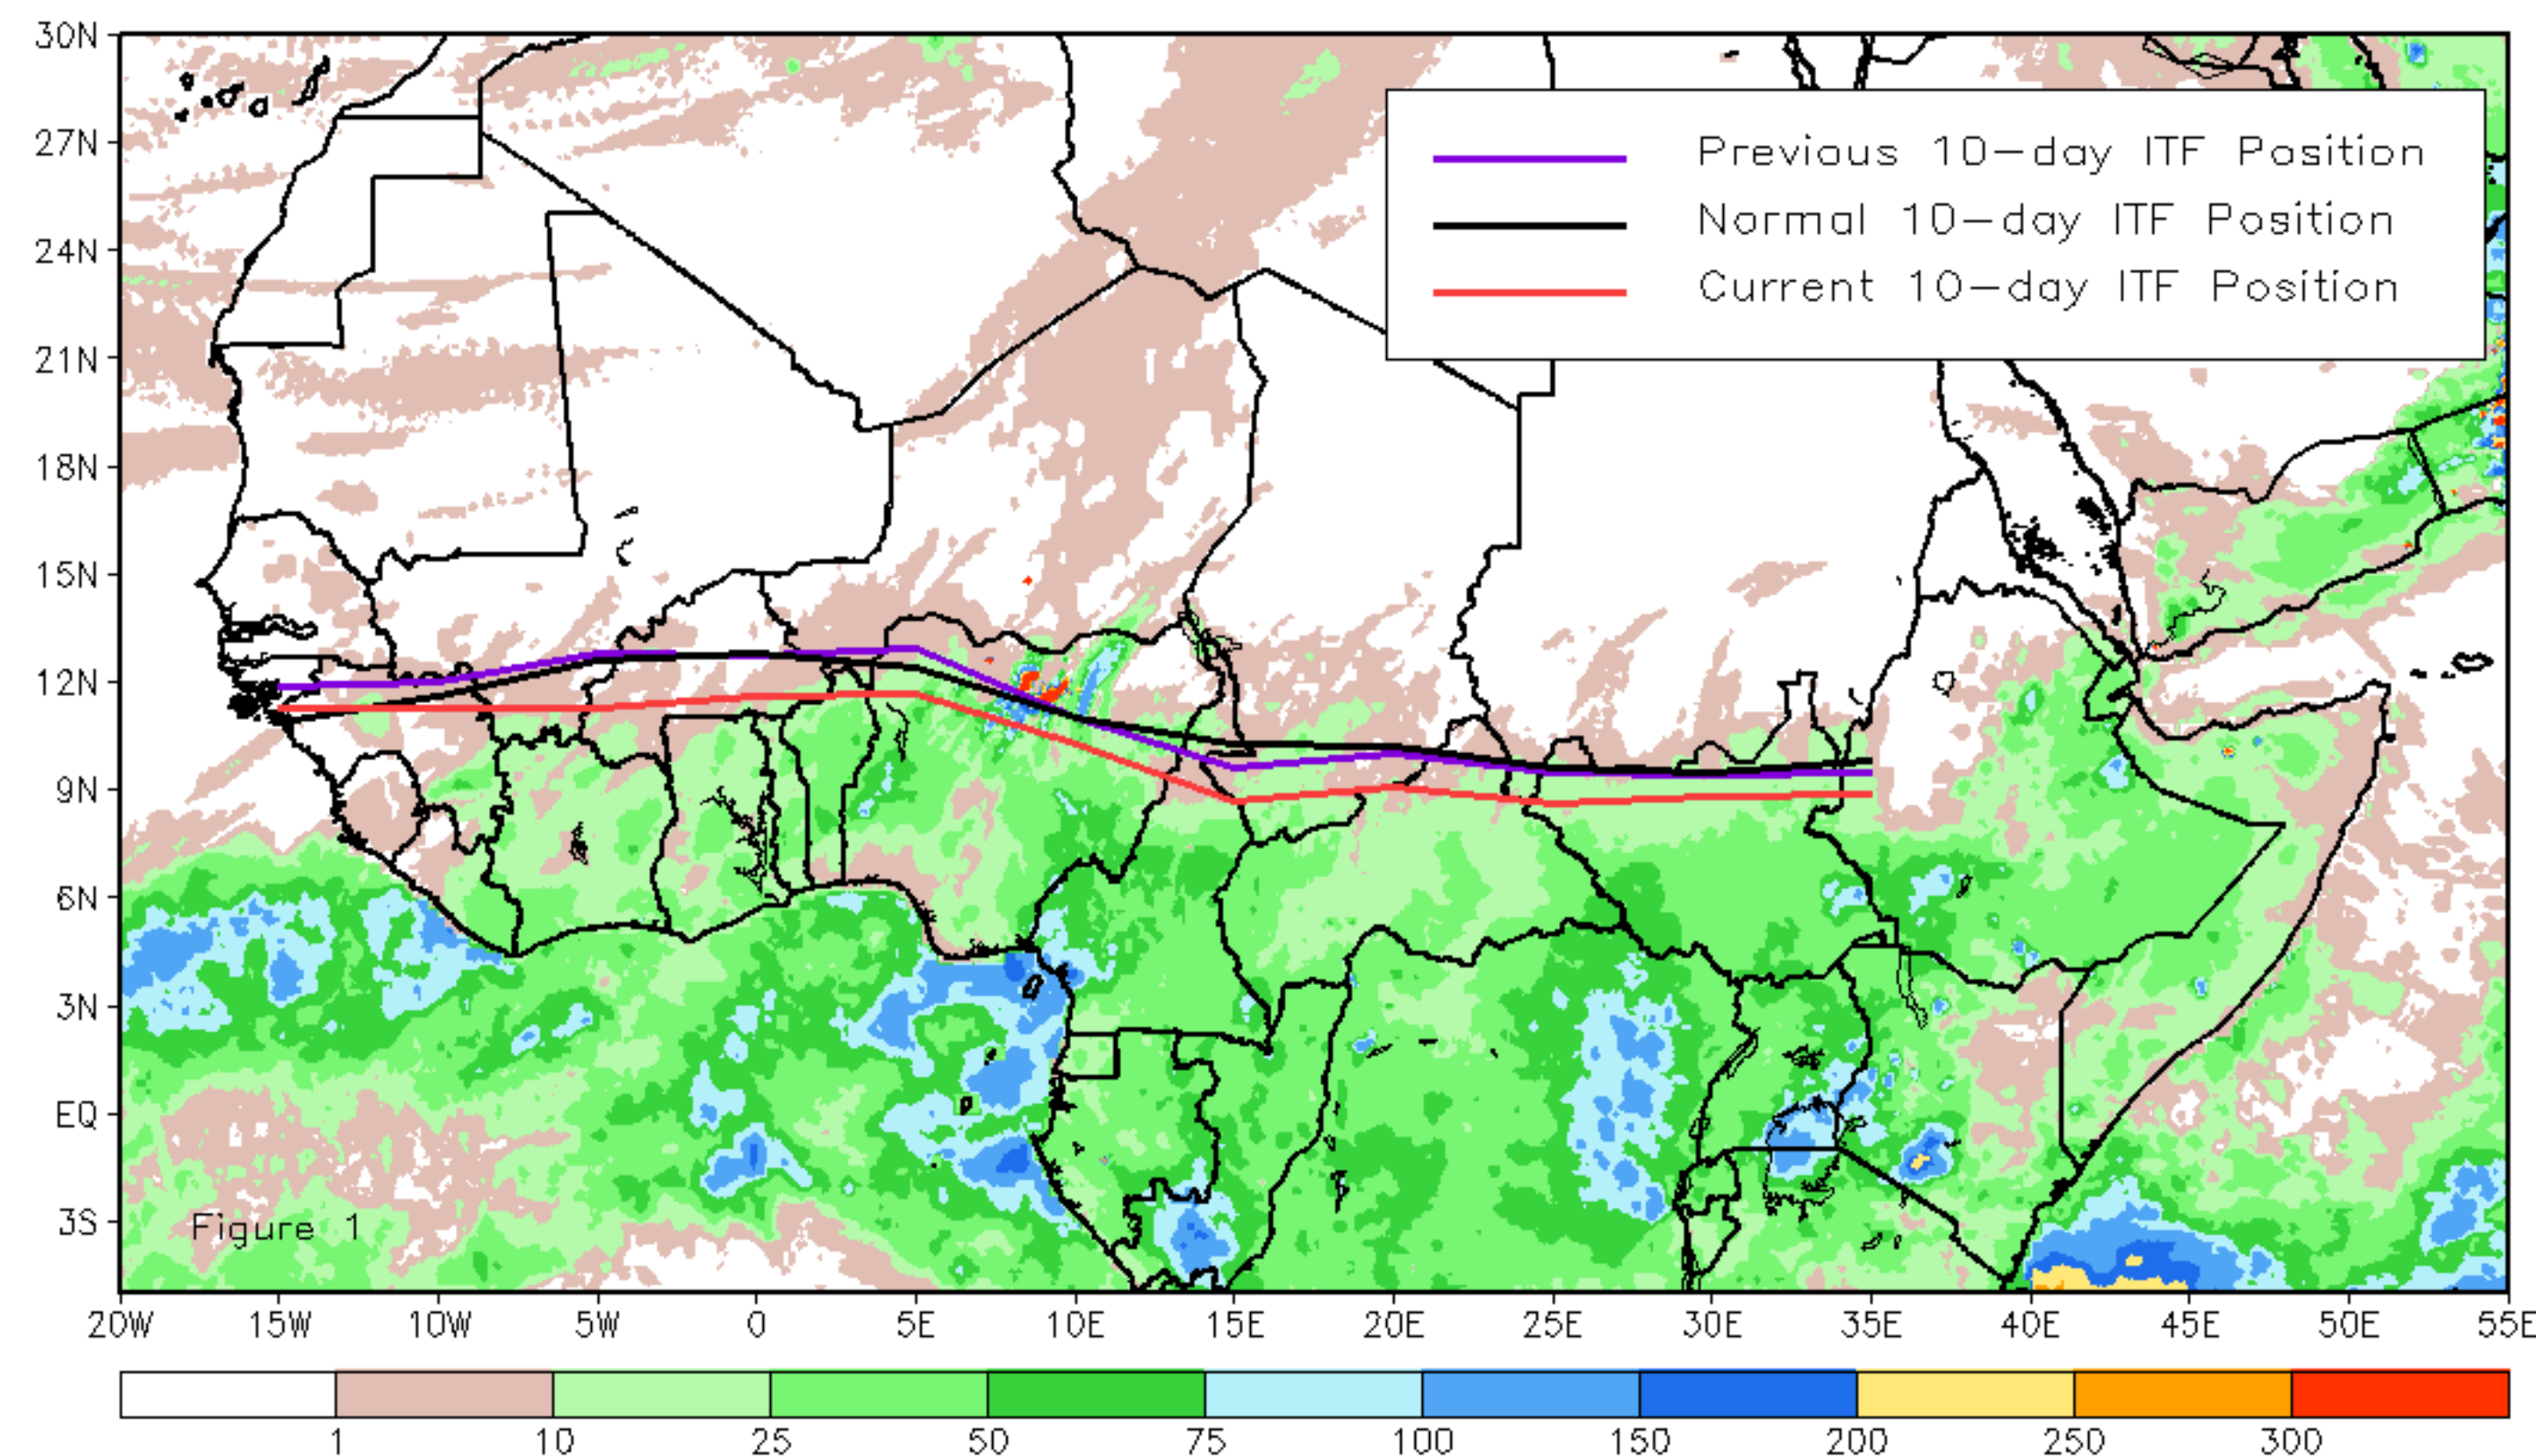 30N
27N
24N
21N
18N
15N
12N
9N
6N
3N
EQ
3S
Previous 10-day ITF Position
Normal 10-day ITF Position
Current 10-day ITF Position
Figure 1
20W 15W 10W 5W 0 5E 10E 15E 20E 25E 30E 35E 40E 45E 50E 55E
1 10 25 50 75 100 150 200 250 300